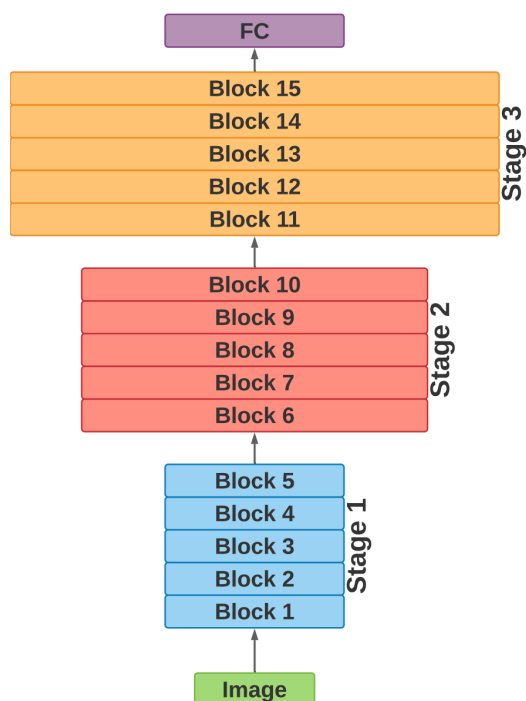 FC
Block 15
Block 14
Block 13
Block 12
Block 11
Stage 3
Block 10
Block 9
Block 8
Block 7
Block 6
Stage 2
Block 5
Block 4
Block 3
Block 2
Block 1
Stage 1
Image